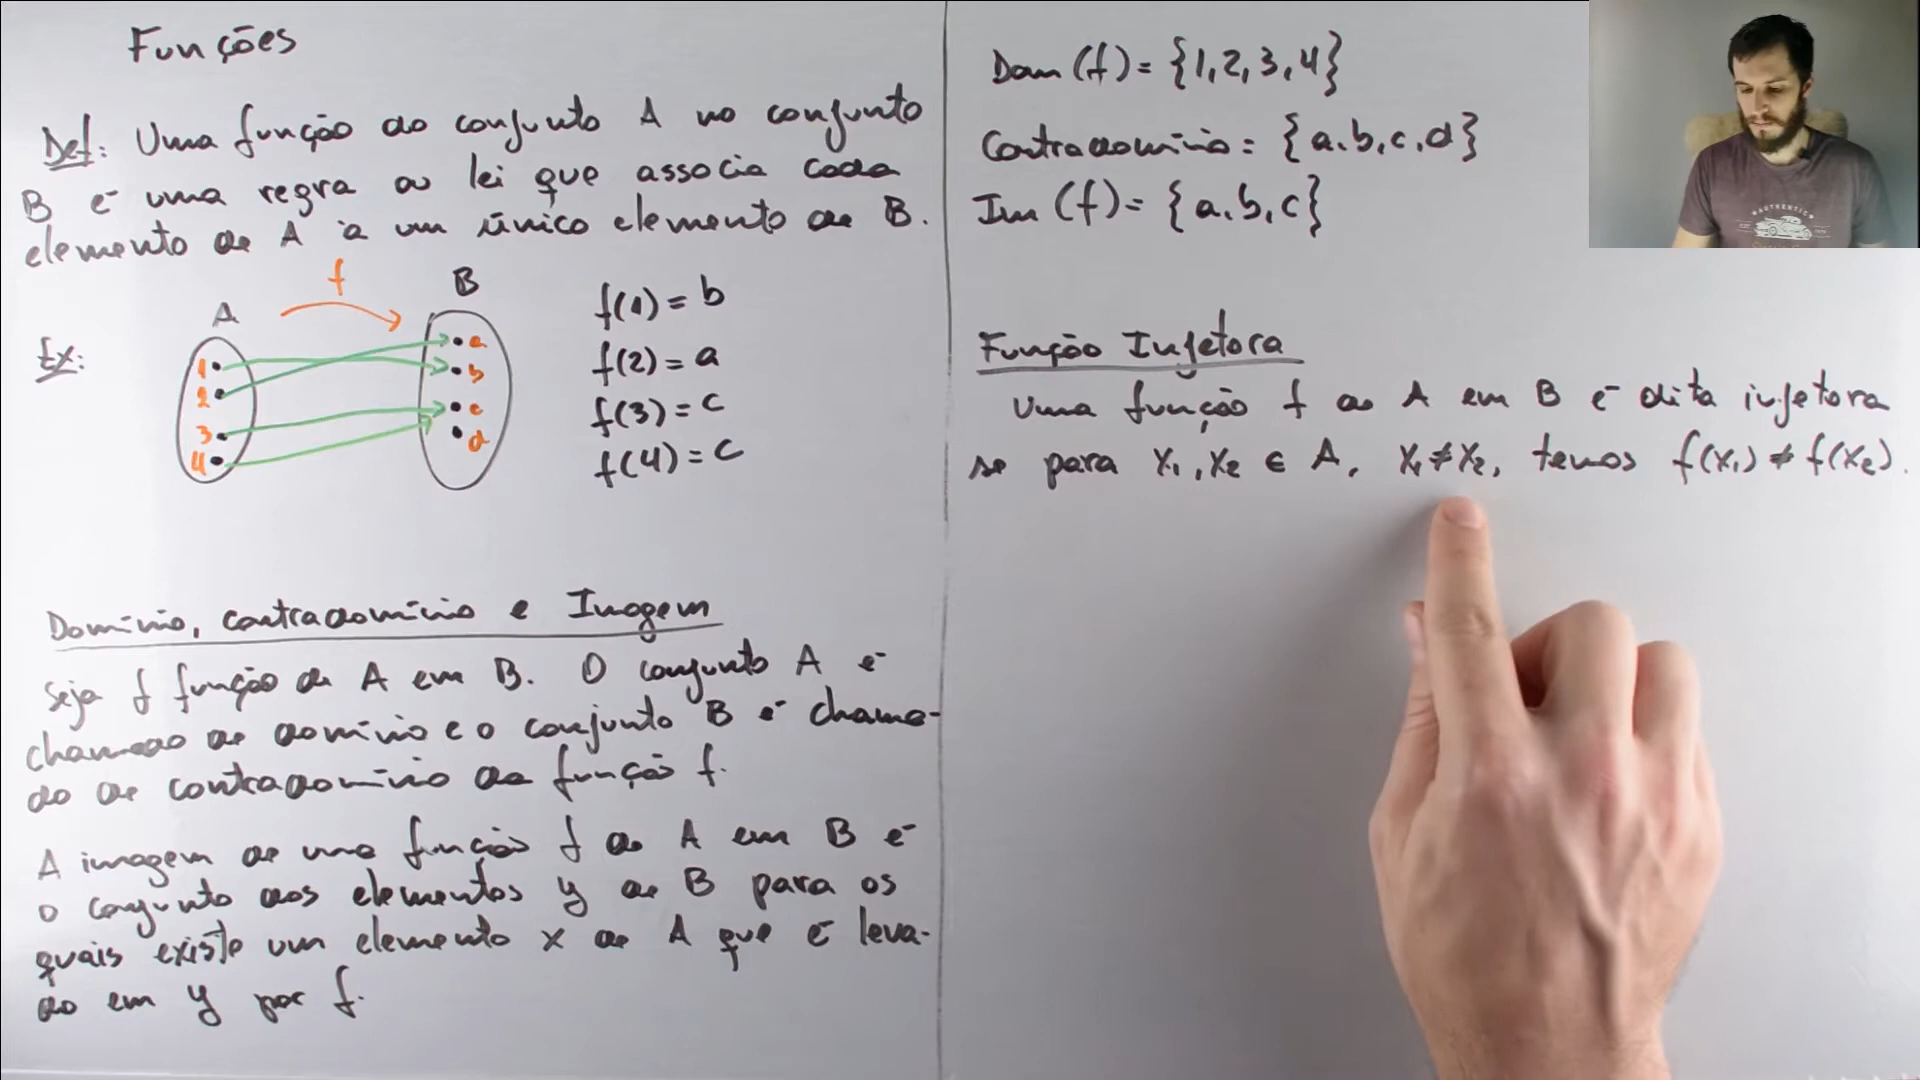 Funções
Def: Uma função do conjunto A no conjunto
B é uma regra ou lei que associa cada
elemento de A à um único elemento de B.
Ex:
A
f
B
1
2
3
4
a
b
c
d
f(1) = b
f(2) = a
f(3) = c
f(4) = c
Domínio, contradomínio e Imagem
Seja f função de A em B. O conjunto A é
chamado de domínio e o conjunto B é chama-
do de contradomínio da função f.
A imagem de uma função f de A em B é
o conjunto dos elementos y de B para os
quais existe um elemento x de A que é leva-
do em y por f.
Dom (f) = {1, 2, 3, 4}
Contradomínio = {a, b, c, d}
Im (f) = {a, b, c}
Função Injetora
Uma função f de A em B é dita injetora
se para x₁, x₂ ∈ A, x₁ ≠ x₂, temos f(x₁) ≠ f(x₂).
AUTHENTIC